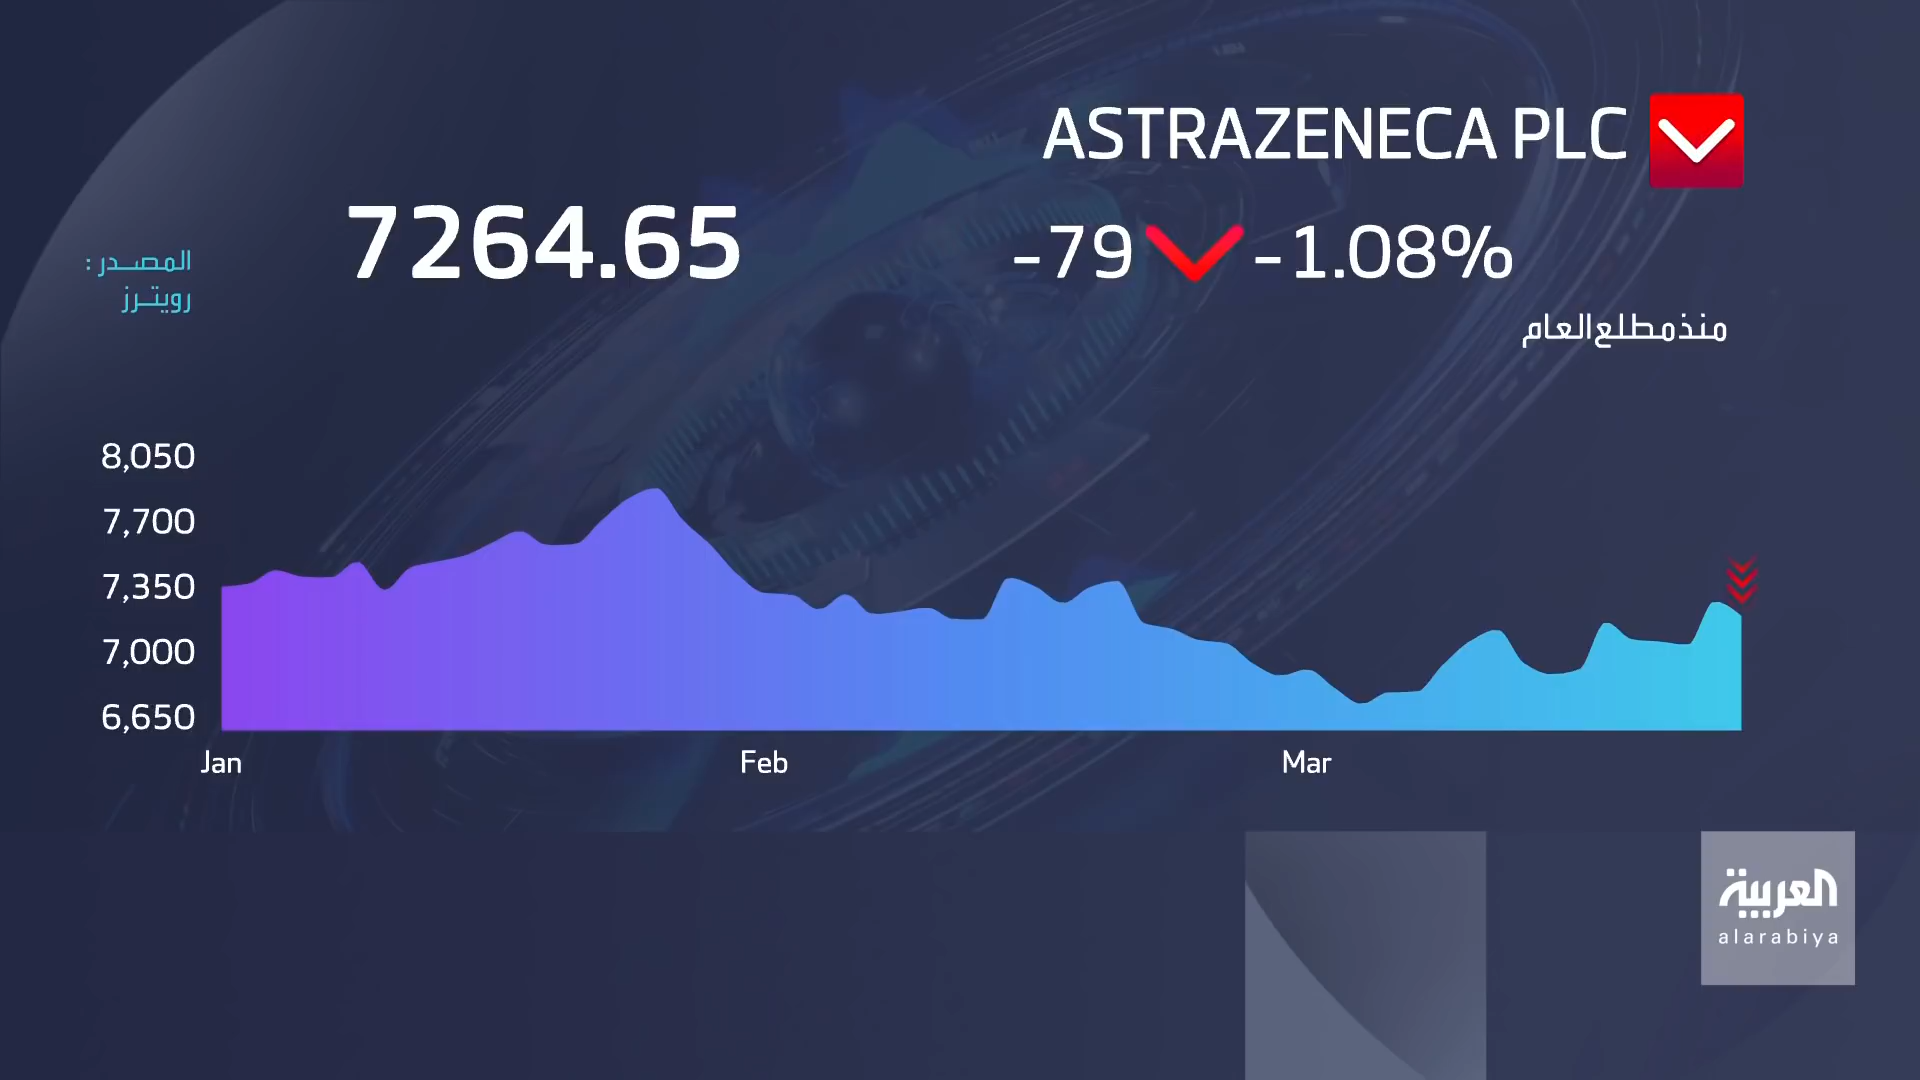 ASTRAZENECA PLC
7264.65
-79 -1.08%
المصدر :
رويترز
منذ مطلع العام
8,050
7,700
7,350
7,000
6,650
Jan Feb Mar
العربية
alarabiya